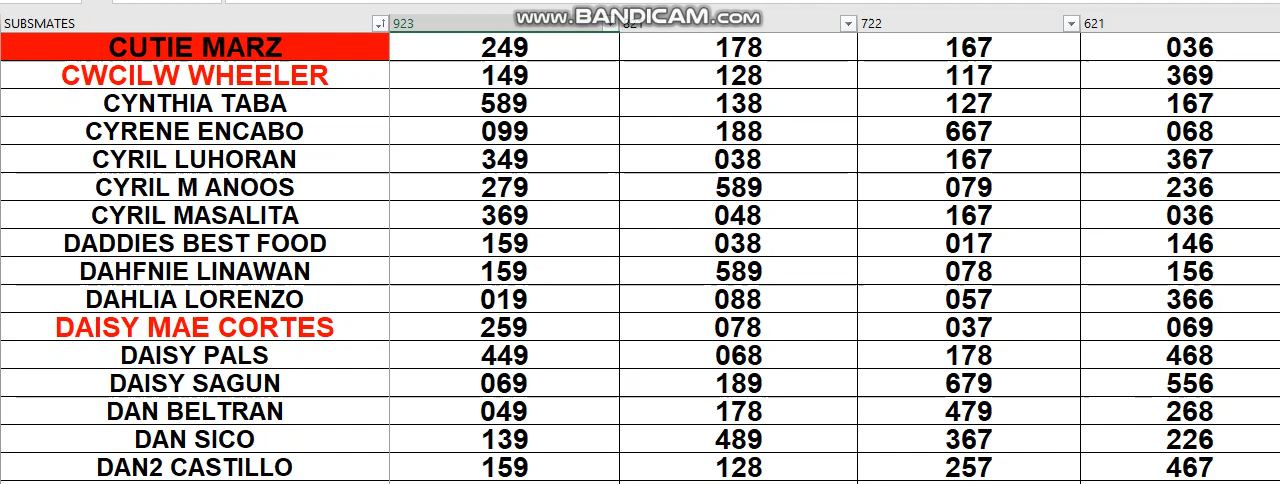 www.BANDICAM.com
SUBSMATES 923 722 621
CUTIE MARZ 249 178 167 036
CWCILW WHEELER 149 128 117 369
CYNTHIA TABA 589 138 127 167
CYRENE ENCABO 099 188 667 068
CYRIL LUHORAN 349 038 167 367
CYRIL M ANOOS 279 589 079 236
CYRIL MASALITA 369 048 167 036
DADDIES BEST FOOD 159 038 017 146
DAHFNIE LINAWAN 159 589 078 156
DAHLIA LORENZO 019 088 057 366
DAISY MAE CORTES 259 078 037 069
DAISY PALS 449 068 178 468
DAISY SAGUN 069 189 679 556
DAN BELTRAN 049 178 479 268
DAN SICO 139 489 367 226
DAN2 CASTILLO 159 128 257 467